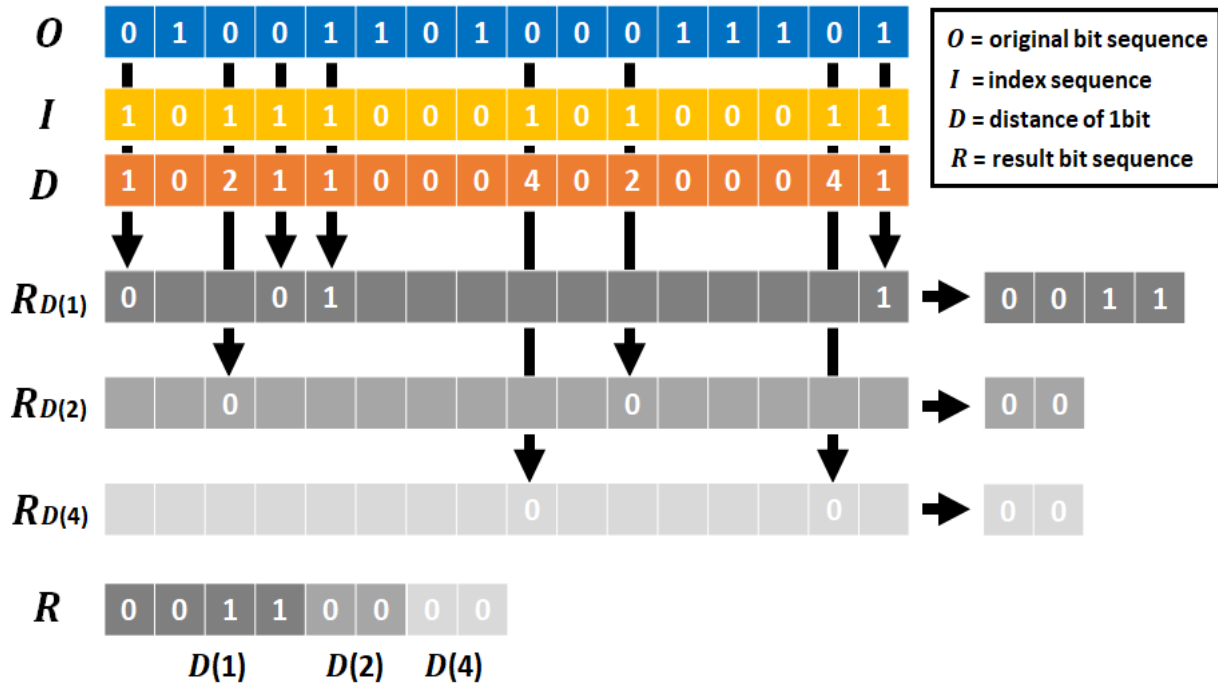 O 0 1 0 0 1 1 0 1 0 0 0 1 1 1 0 1
I 1 0 1 1 1 0 0 0 1 0 1 0 0 0 1 1
D 1 0 2 1 1 0 0 0 4 0 2 0 0 0 4 1
R D(1) 0 0 1 1 0 0 1 1
R D(2) 0 0 0 0
R D(4) 0 0 0 0
R 0 0 1 1 0 0 0 0
D(1) D(2) D(4)
O = original bit sequence
I = index sequence
D = distance of 1bit
R = result bit sequence